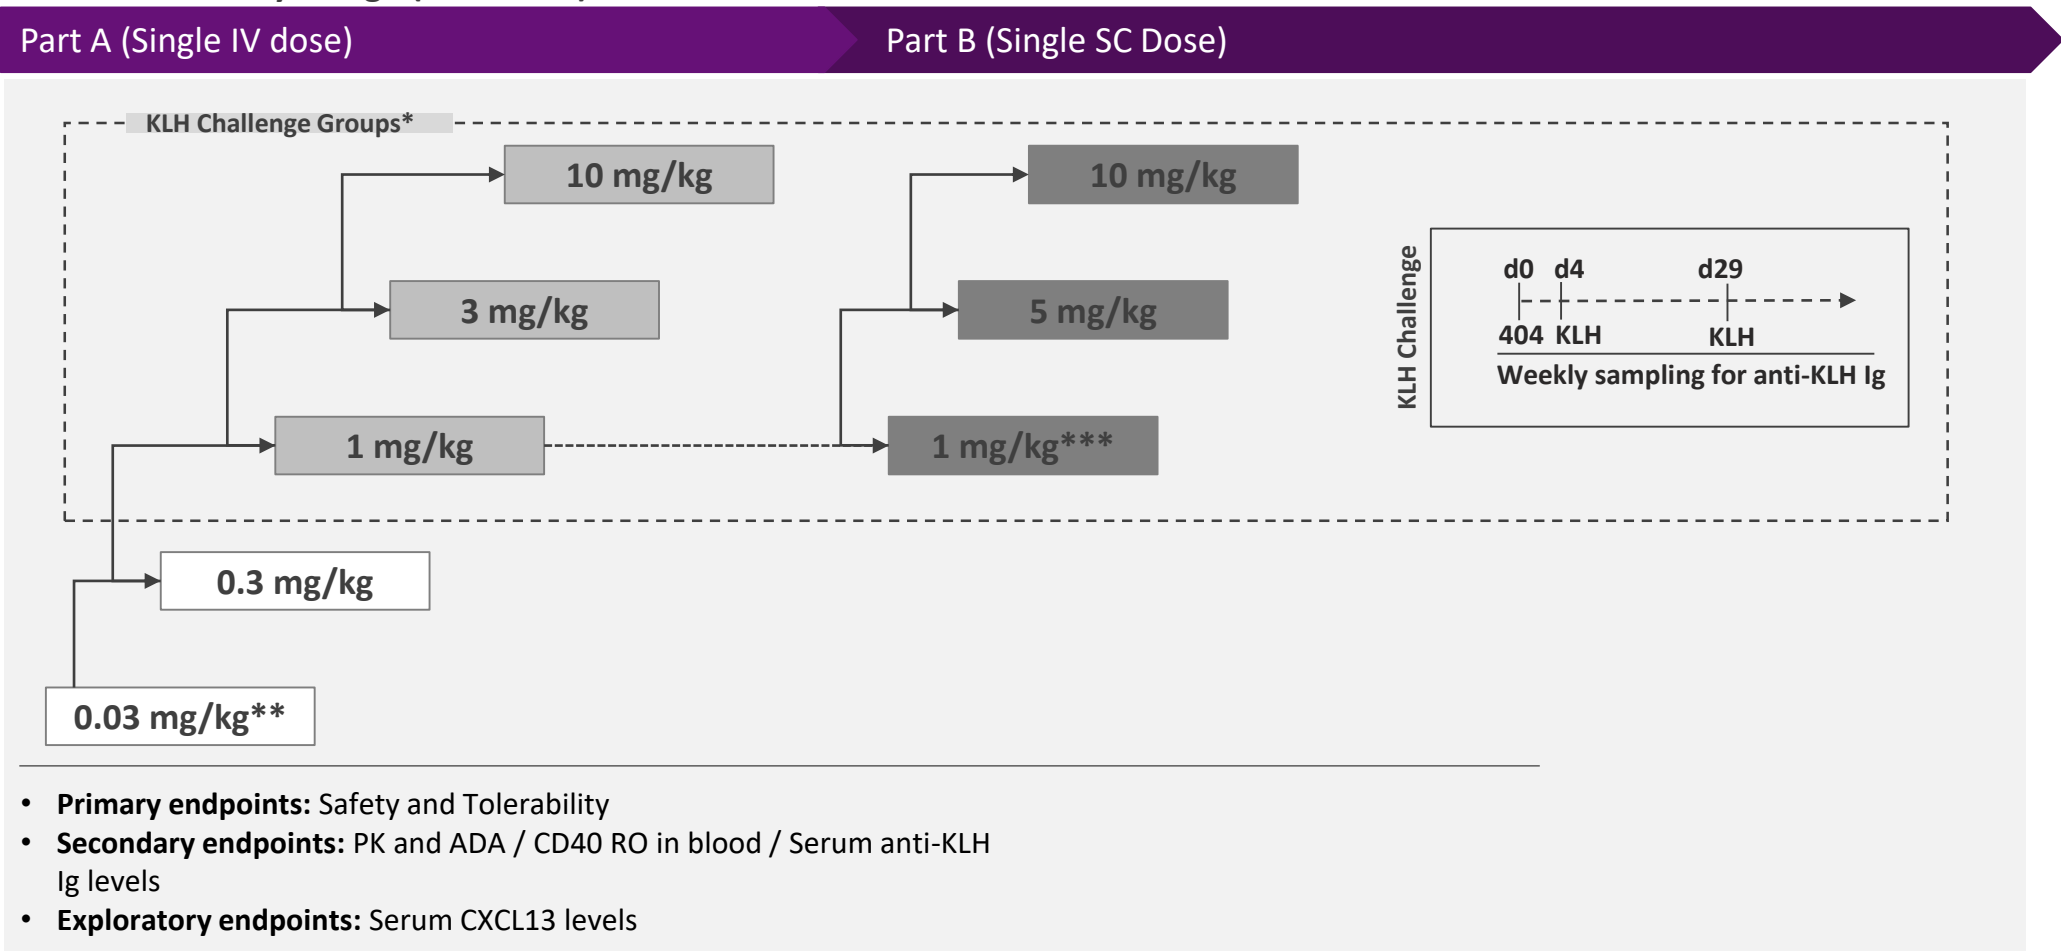 Part A (Single IV dose)
Part B (Single SC Dose)
KLH Challenge Groups*
10 mg/kg
10 mg/kg
3 mg/kg
5 mg/kg
1 mg/kg
1 mg/kg***
0.3 mg/kg
0.03 mg/kg**
KLH Challenge
d0 d4 d29
404 KLH KLH
Weekly sampling for anti-KLH Ig
• Primary endpoints: Safety and Tolerability
• Secondary endpoints: PK and ADA / CD40 RO in blood / Serum anti-KLH
Ig levels
• Exploratory endpoints: Serum CXCL13 levels